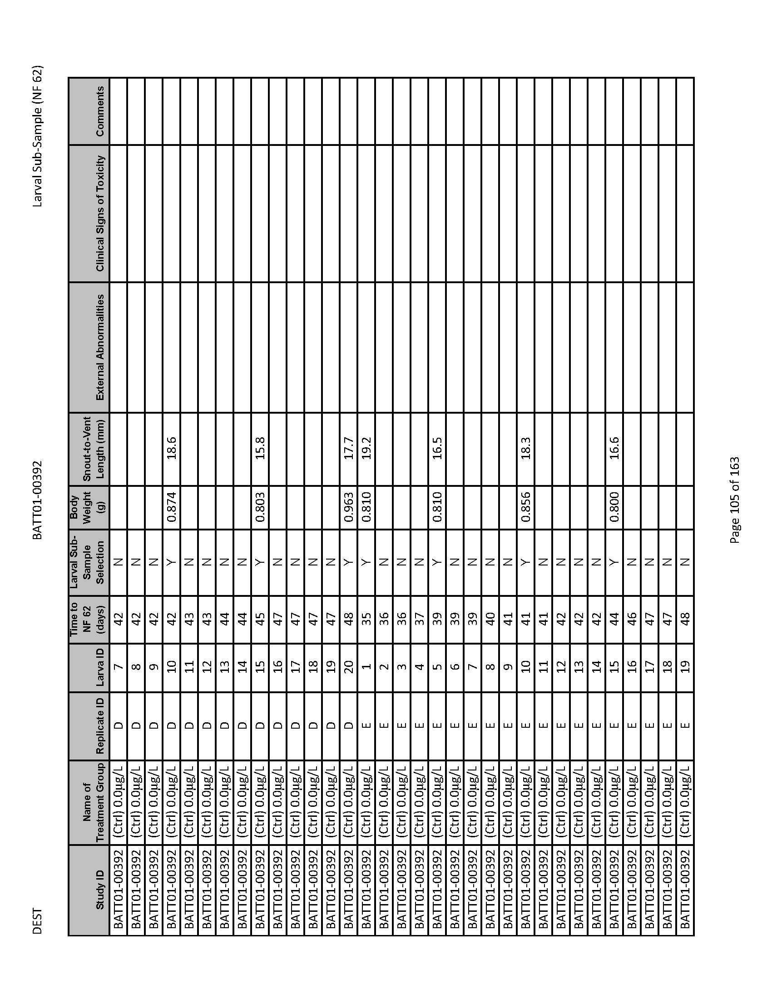 DEST BATT01-00392 Larval Sub-Sample (NF 62)
Study ID Name of Treatment Group Replicate ID Larva ID Time to NF 62 (days) Larval Sub-Sample Selection Body Weight (g) Snout-to-Vent Length (mm) External Abnormalities Clinical Signs of Toxicity Comments
BATT01-00392 (Ctrl) 0.0µg/L D 7 42 N
BATT01-00392 (Ctrl) 0.0µg/L D 8 42 N
BATT01-00392 (Ctrl) 0.0µg/L D 9 42 N
BATT01-00392 (Ctrl) 0.0µg/L D 10 42 Y 0.874 18.6
BATT01-00392 (Ctrl) 0.0µg/L D 11 43 N
BATT01-00392 (Ctrl) 0.0µg/L D 12 43 N
BATT01-00392 (Ctrl) 0.0µg/L D 13 44 N
BATT01-00392 (Ctrl) 0.0µg/L D 14 44 N
BATT01-00392 (Ctrl) 0.0µg/L D 15 45 Y 0.803 15.8
BATT01-00392 (Ctrl) 0.0µg/L D 16 47 N
BATT01-00392 (Ctrl) 0.0µg/L D 17 47 N
BATT01-00392 (Ctrl) 0.0µg/L D 18 47 N
BATT01-00392 (Ctrl) 0.0µg/L D 19 47 N
BATT01-00392 (Ctrl) 0.0µg/L D 20 48 Y 0.963 17.7
BATT01-00392 (Ctrl) 0.0µg/L E 1 35 Y 0.810 19.2
BATT01-00392 (Ctrl) 0.0µg/L E 2 36 N
BATT01-00392 (Ctrl) 0.0µg/L E 3 36 N
BATT01-00392 (Ctrl) 0.0µg/L E 4 37 N
BATT01-00392 (Ctrl) 0.0µg/L E 5 39 Y 0.810 16.5
BATT01-00392 (Ctrl) 0.0µg/L E 6 39 N
BATT01-00392 (Ctrl) 0.0µg/L E 7 39 N
BATT01-00392 (Ctrl) 0.0µg/L E 8 40 N
BATT01-00392 (Ctrl) 0.0µg/L E 9 41 N
BATT01-00392 (Ctrl) 0.0µg/L E 10 41 Y 0.856 18.3
BATT01-00392 (Ctrl) 0.0µg/L E 11 41 N
BATT01-00392 (Ctrl) 0.0µg/L E 12 42 N
BATT01-00392 (Ctrl) 0.0µg/L E 13 42 N
BATT01-00392 (Ctrl) 0.0µg/L E 14 42 N
BATT01-00392 (Ctrl) 0.0µg/L E 15 44 Y 0.800 16.6
BATT01-00392 (Ctrl) 0.0µg/L E 16 46 N
BATT01-00392 (Ctrl) 0.0µg/L E 17 47 N
BATT01-00392 (Ctrl) 0.0µg/L E 18 47 N
BATT01-00392 (Ctrl) 0.0µg/L E 19 48 N
Page 105 of 163